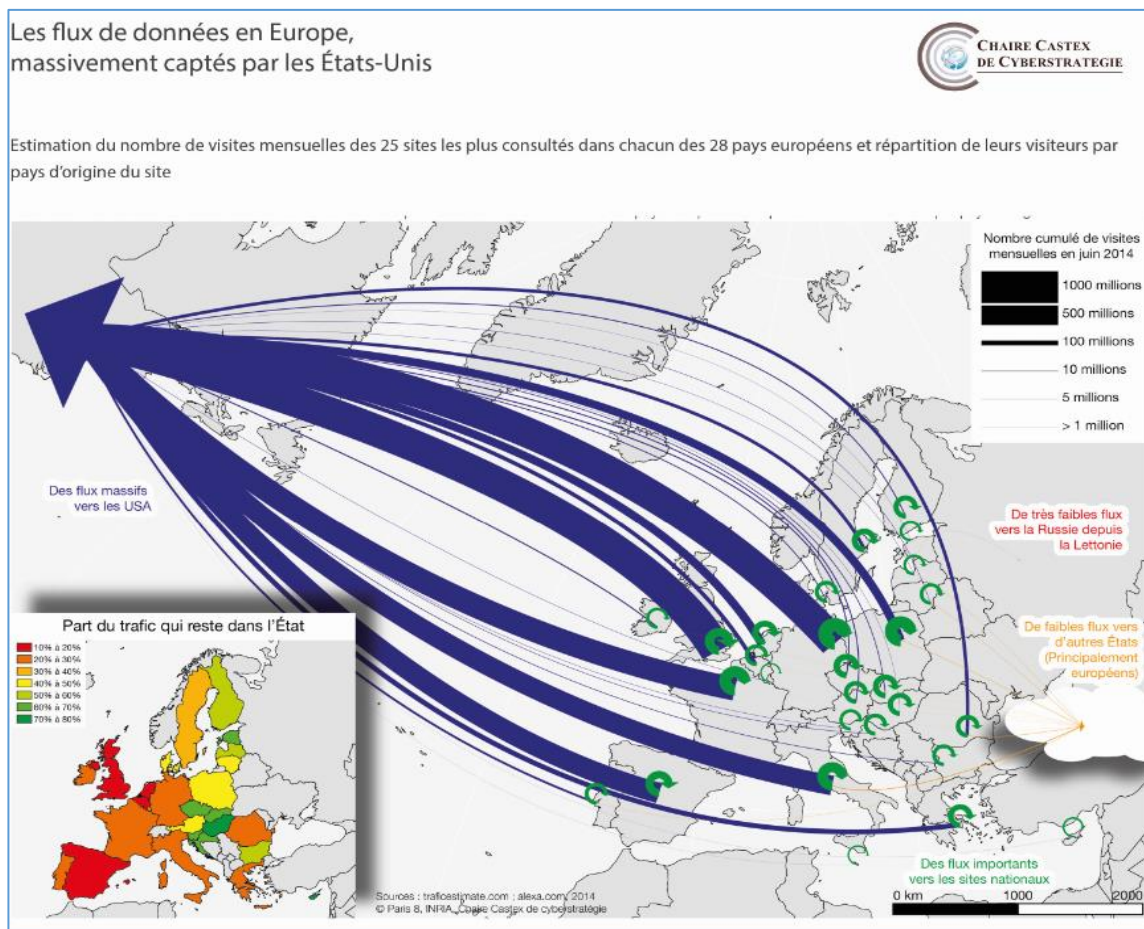 Les flux de données en Europe,
massivement captés par les États-Unis
CHAIRE CASTEX
DE CYBERSTRATEGIE
Estimation du nombre de visites mensuelles des 25 sites les plus consultés dans chacun des 28 pays européens et répartition de leurs visiteurs par
pays d'origine du site
Nombre cumulé de visites
mensuelles en juin 2014
1000 millions
500 millions
100 millions
10 millions
5 millions
> 1 million
Des flux massifs
vers les USA
De très faibles flux
vers la Russie depuis
la Lettonie
De faibles flux vers
d'autres États
(Principalement
européens)
Part du trafic qui reste dans l'État
10% à 20%
20% à 30%
30% à 40%
40% à 50%
50% à 60%
60% à 70%
70% à 80%
Des flux importants
vers les sites nationaux
Sources : traficestimate.com ; alexa.com, 2014
© Paris 8, INRIA, Chaire Castex de cyberstratégie
0 km 1000 2000